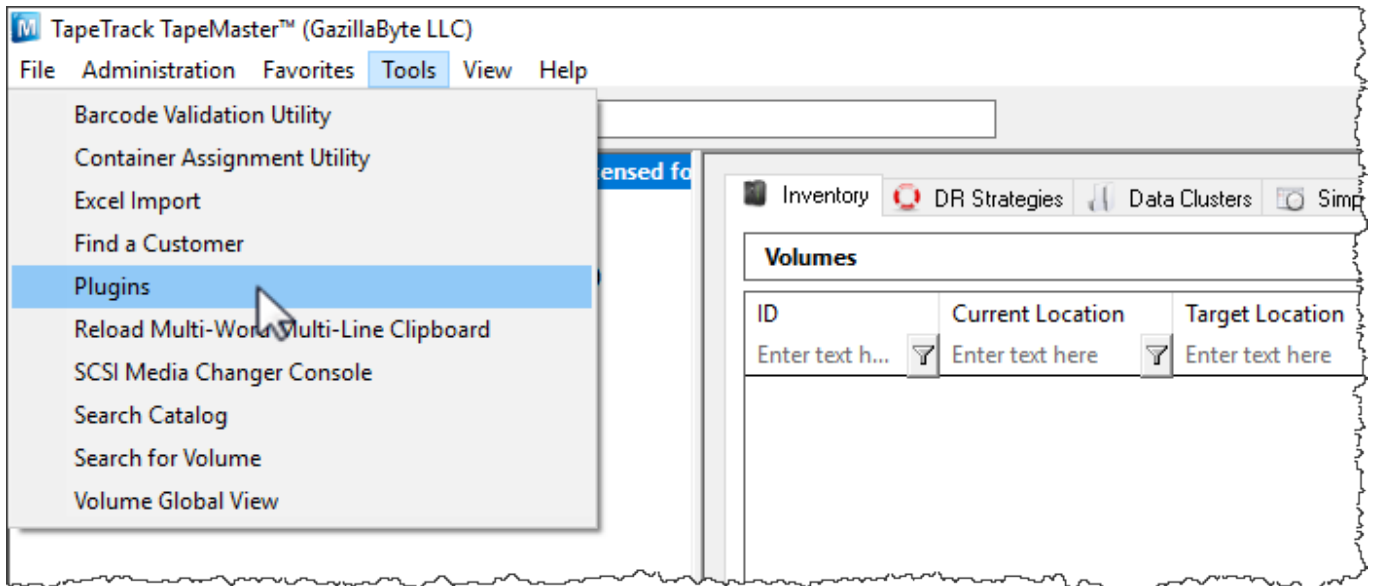 TapeTrack TapeMaster™ (GazillaByte LLC)
File Administration Favorites Tools View Help
Barcode Validation Utility
Container Assignment Utility
Excel Import
Find a Customer
Plugins
Reload Multi-Word Multi-Line Clipboard
SCSI Media Changer Console
Search Catalog
Search for Volume
Volume Global View
ensed fo
Inventory DR Strategies Data Clusters Simp
Volumes
ID Current Location Target Location
Enter text h... Enter text here Enter text here